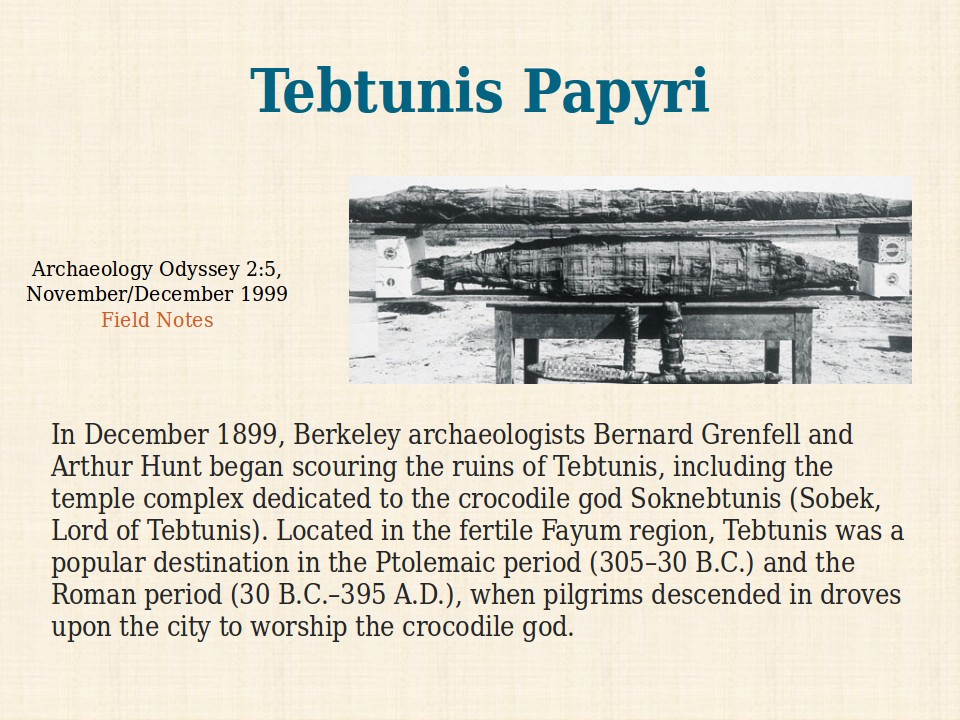 Tebtunis Papyri
Archaeology Odyssey 2:5,
November/December 1999
Field Notes
In December 1899, Berkeley archaeologists Bernard Grenfell and
Arthur Hunt began scouring the ruins of Tebtunis, including the
temple complex dedicated to the crocodile god Soknebtunis (Sobek,
Lord of Tebtunis). Located in the fertile Fayum region, Tebtunis was a
popular destination in the Ptolemaic period (305–30 B.C.) and the
Roman period (30 B.C.–395 A.D.), when pilgrims descended in droves
upon the city to worship the crocodile god.